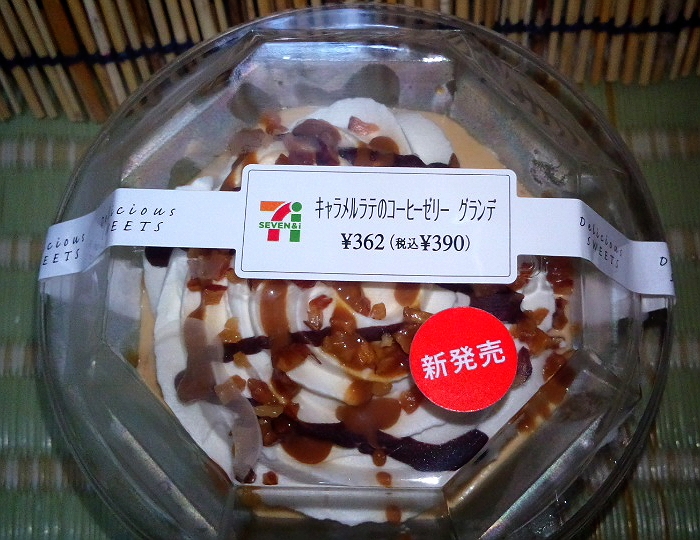 Delicious
SWEETS
SEVEN&i
キャラメルラテのコーヒーゼリー グランデ
¥362(税込¥390)
Delicious
SWEETS
新発売